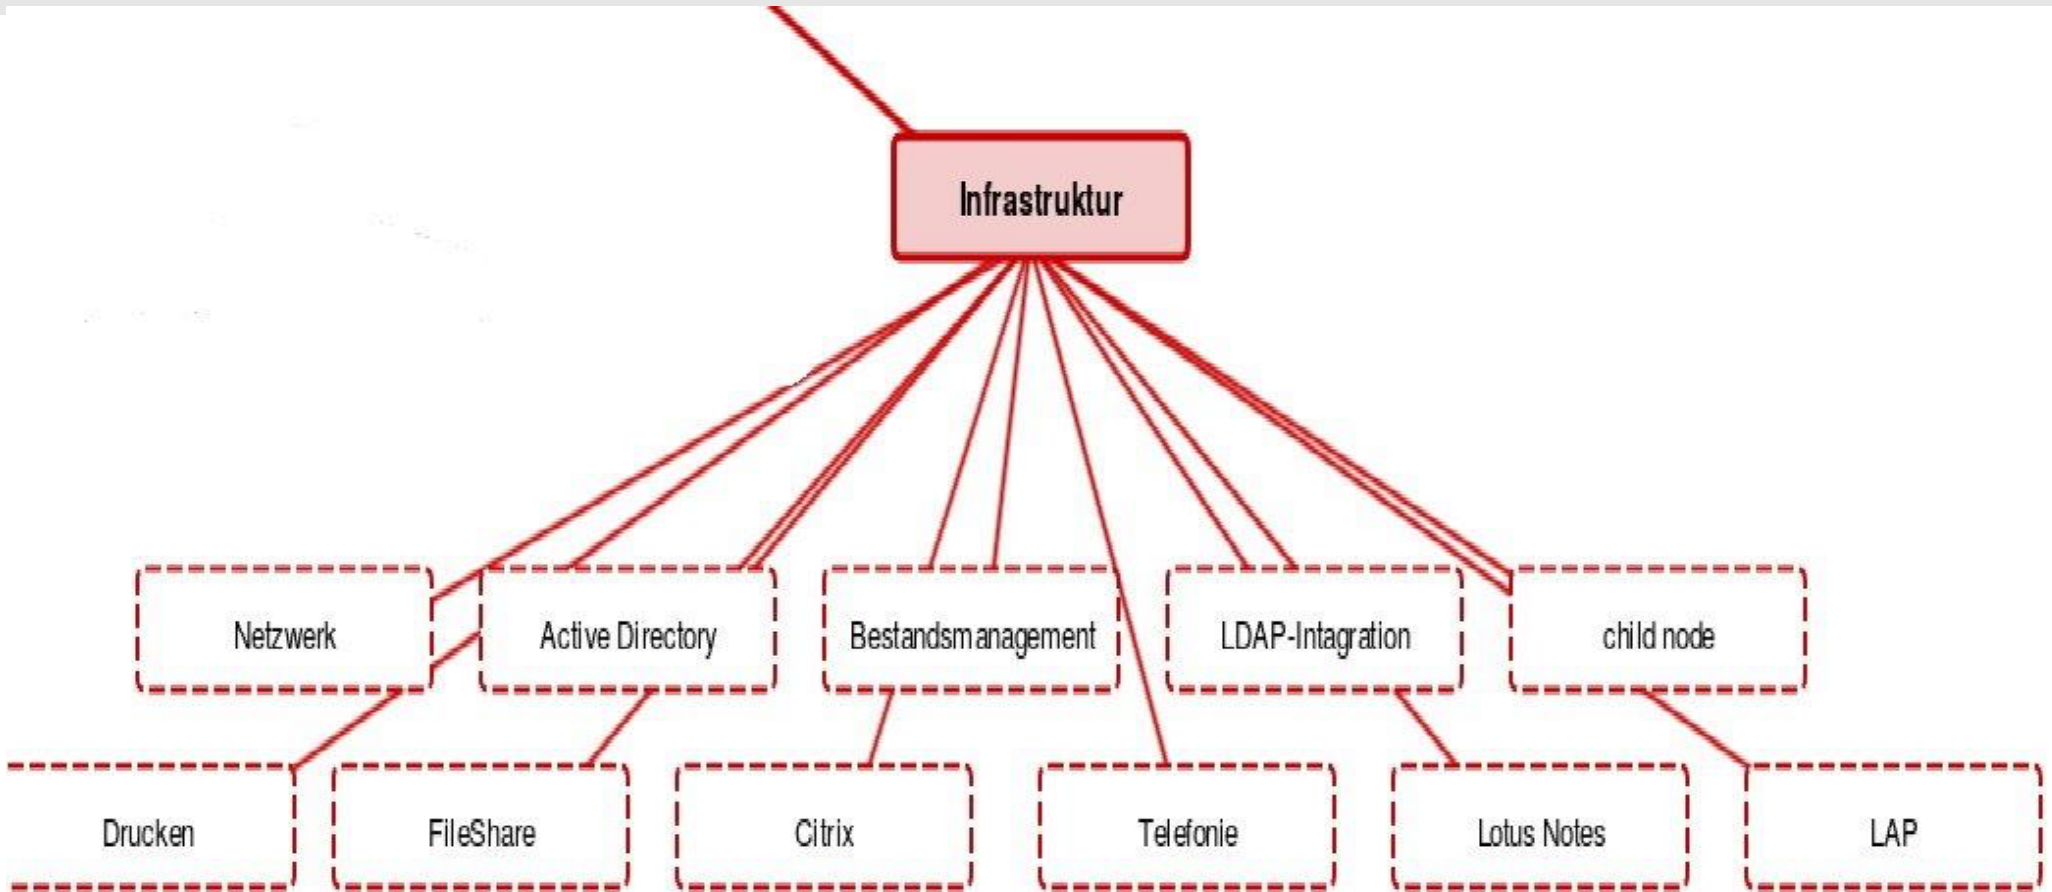 Infrastruktur
Netzwerk
Active Directory
Bestandsmanagement
LDAP-Intagration
child node
Drucken
FileShare
Citrix
Telefonie
Lotus Notes
LAP